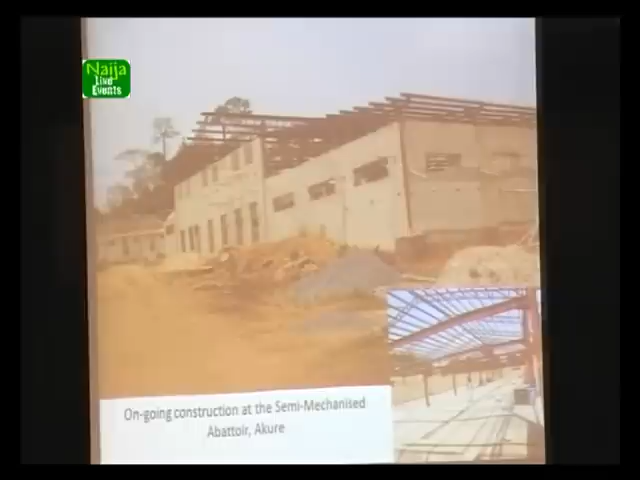 Naija
Live
Events
On-going construction at the Semi-Mechanised
Abattoir, Akure